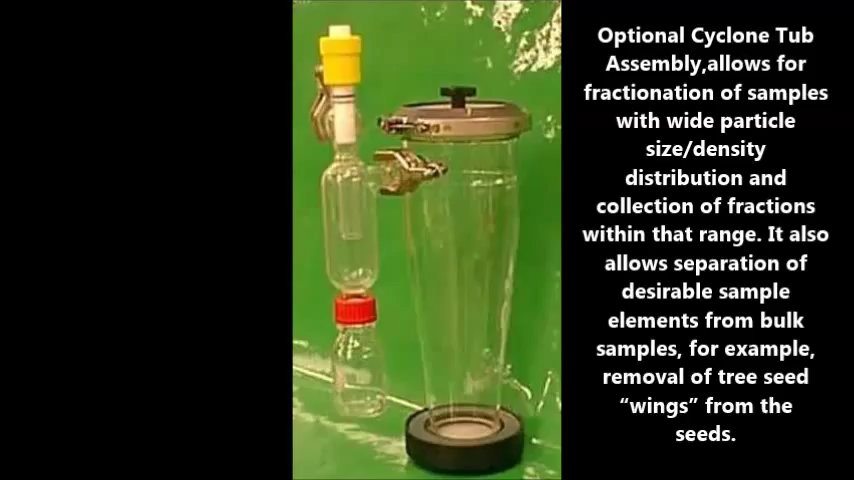 Optional Cyclone Tub
Assembly,allows for
fractionation of samples
with wide particle
size/density
distribution and
collection of fractions
within that range. It also
allows separation of
desirable sample
elements from bulk
samples, for example,
removal of tree seed
“wings” from the
seeds.